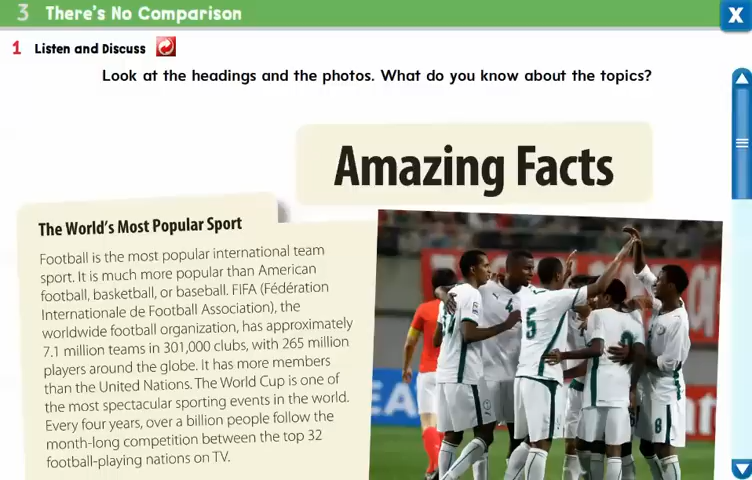 3 There's No Comparison
X
1 Listen and Discuss
Look at the headings and the photos. What do you know about the topics?
Amazing Facts
The World's Most Popular Sport
Football is the most popular international team
sport. It is much more popular than American
football, basketball, or baseball. FIFA (Fédération
Internationale de Football Association), the
worldwide football organization, has approximately
7.1 million teams in 301,000 clubs, with 265 million
players around the globe. It has more members
than the United Nations. The World Cup is one of
the most spectacular sporting events in the world.
Every four years, over a billion people follow the
month-long competition between the top 32
football-playing nations on TV.
5
8